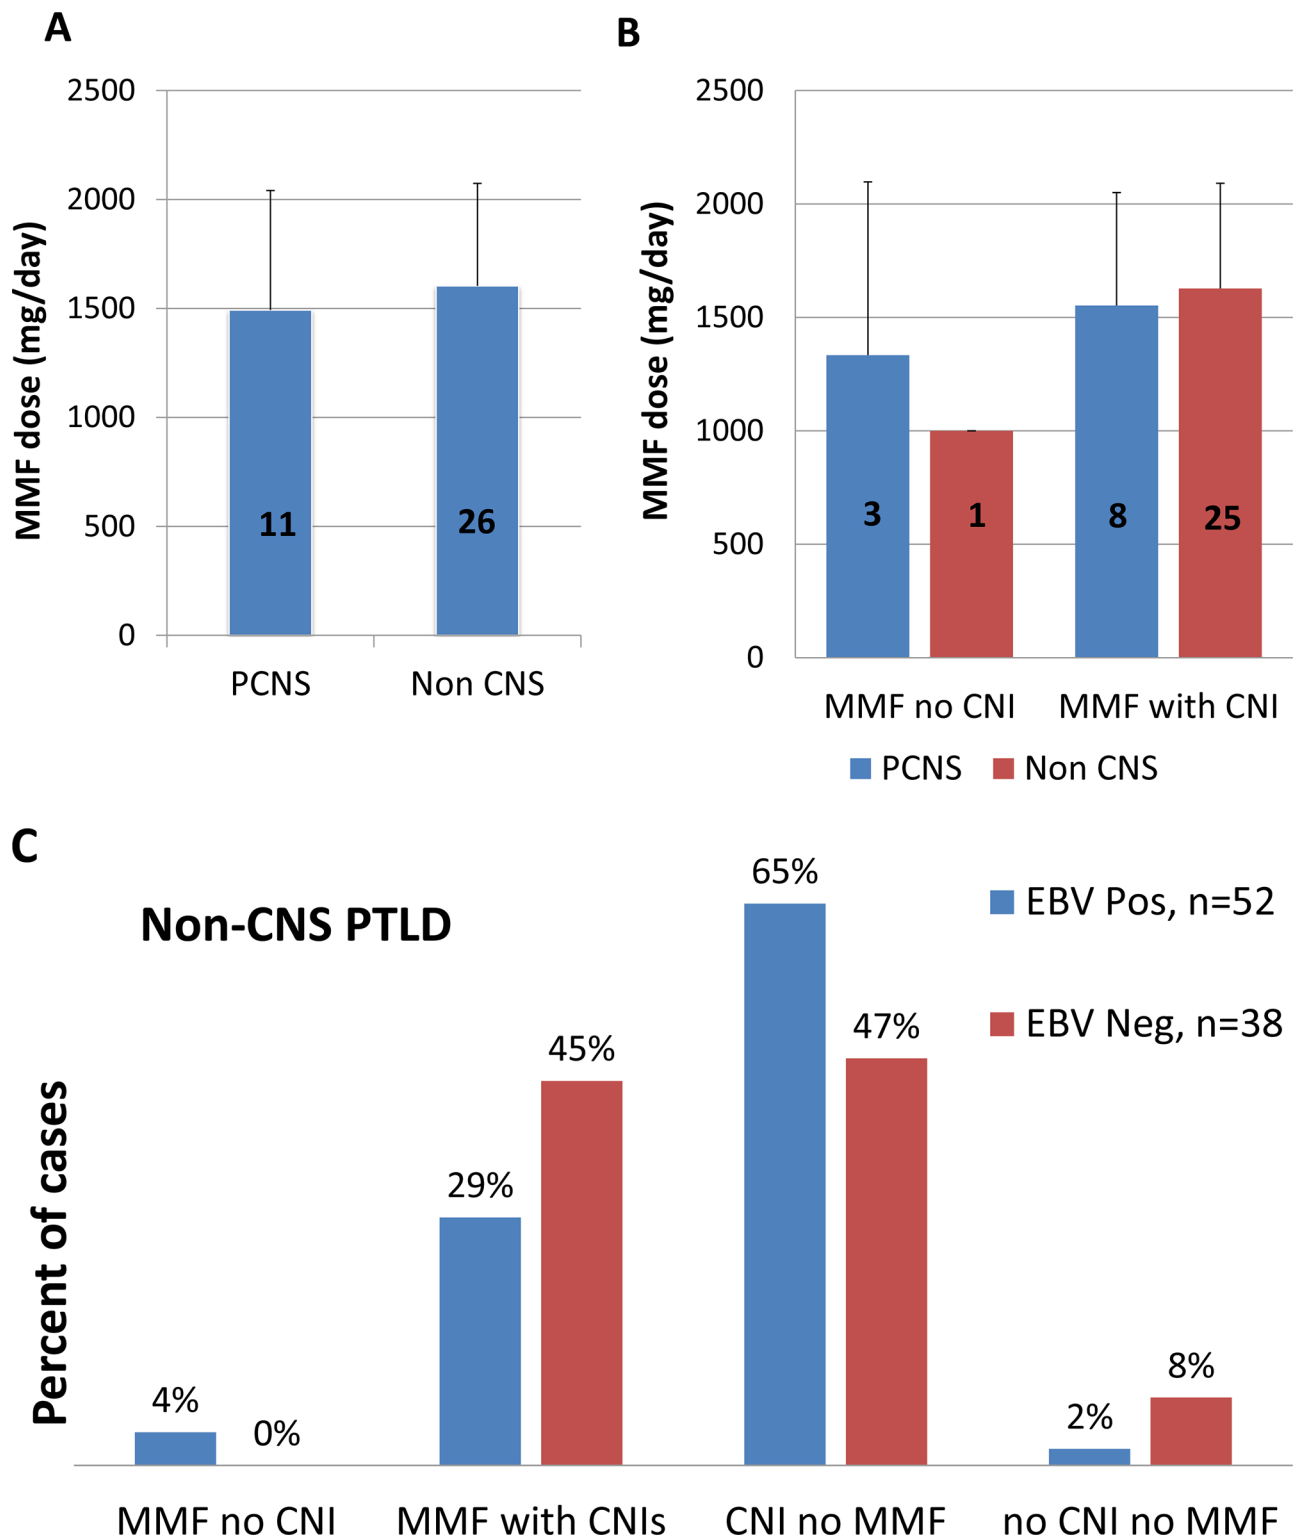 A
2500
2000
1500
1000
500
0
MMF dose (mg/day)
11
26
PCNS
Non CNS
B
2500
2000
1500
1000
500
0
MMF dose (mg/day)
3
1
8
25
MMF no CNI
MMF with CNI
PCNS
Non CNS
C
Non-CNS PTLD
EBV Pos, n=52
EBV Neg, n=38
Percent of cases
4%
0%
29%
45%
65%
47%
2%
8%
MMF no CNI
MMF with CNIs
CNI no MMF
no CNI no MMF